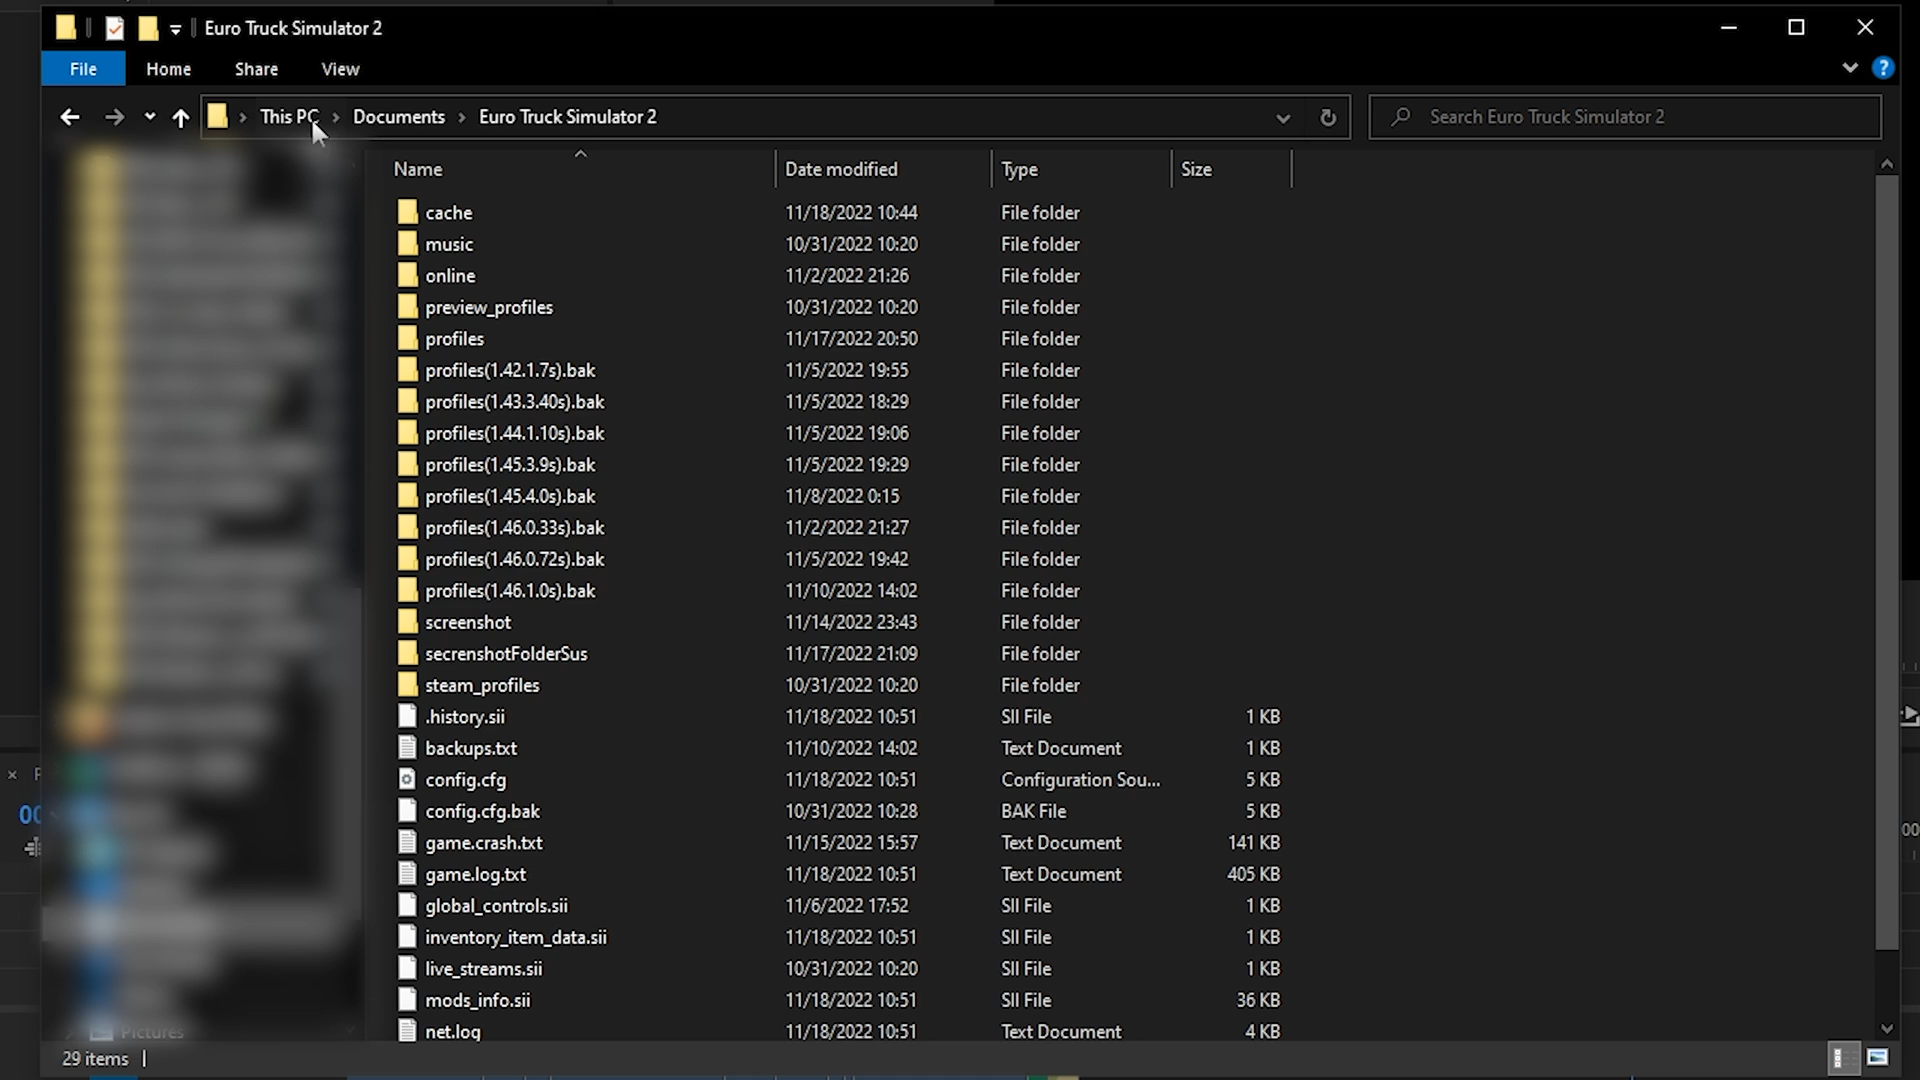 Euro Truck Simulator 2
File Home Share View
This PC > Documents > Euro Truck Simulator 2 Search Euro Truck Simulator 2
Name Date modified Type Size
cache 11/18/2022 10:44 File folder
music 10/31/2022 10:20 File folder
online 11/2/2022 21:26 File folder
preview_profiles 10/31/2022 10:20 File folder
profiles 11/17/2022 20:50 File folder
profiles(1.42.1.7s).bak 11/5/2022 19:55 File folder
profiles(1.43.3.40s).bak 11/5/2022 18:29 File folder
profiles(1.44.1.10s).bak 11/5/2022 19:06 File folder
profiles(1.45.3.9s).bak 11/5/2022 19:29 File folder
profiles(1.45.4.0s).bak 11/8/2022 0:15 File folder
profiles(1.46.0.33s).bak 11/2/2022 21:27 File folder
profiles(1.46.0.72s).bak 11/5/2022 19:42 File folder
profiles(1.46.1.0s).bak 11/10/2022 14:02 File folder
screenshot 11/14/2022 23:43 File folder
secrenshotFolderSus 11/17/2022 21:09 File folder
steam_profiles 10/31/2022 10:20 File folder
.history.sii 11/18/2022 10:51 SII File 1 KB
backups.txt 11/10/2022 14:02 Text Document 1 KB
config.cfg 11/18/2022 10:51 Configuration Sou... 5 KB
config.cfg.bak 10/31/2022 10:28 BAK File 5 KB
game.crash.txt 11/15/2022 15:57 Text Document 141 KB
game.log.txt 11/18/2022 10:51 Text Document 405 KB
global_controls.sii 11/6/2022 17:52 SII File 1 KB
inventory_item_data.sii 11/18/2022 10:51 SII File 1 KB
live_streams.sii 10/31/2022 10:20 SII File 1 KB
mods_info.sii 11/18/2022 10:51 SII File 36 KB
net.log 11/18/2022 10:51 Text Document 4 KB
Pictures
29 items